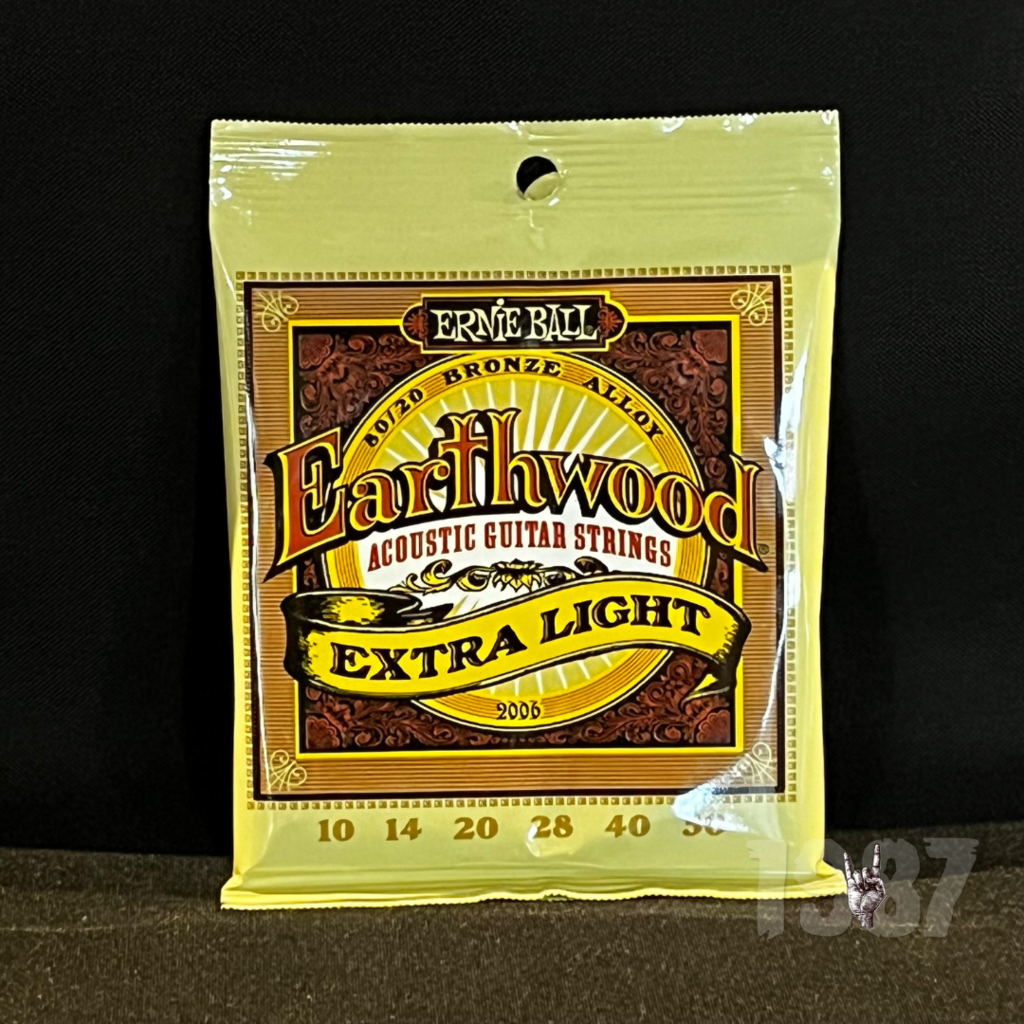 ERNIE BALL
80/20 BRONZE ALLOY
Earthwood®
ACOUSTIC GUITAR STRINGS
EXTRA LIGHT
2006
10 14 20 28 40 50
1987